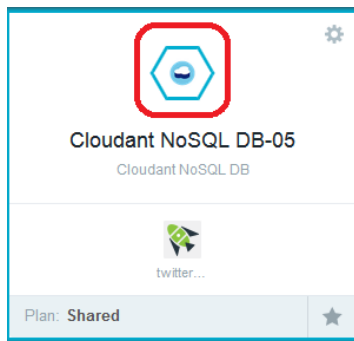 Cloudant NoSQL DB-05
Cloudant NoSQL DB
twitter...
Plan: Shared